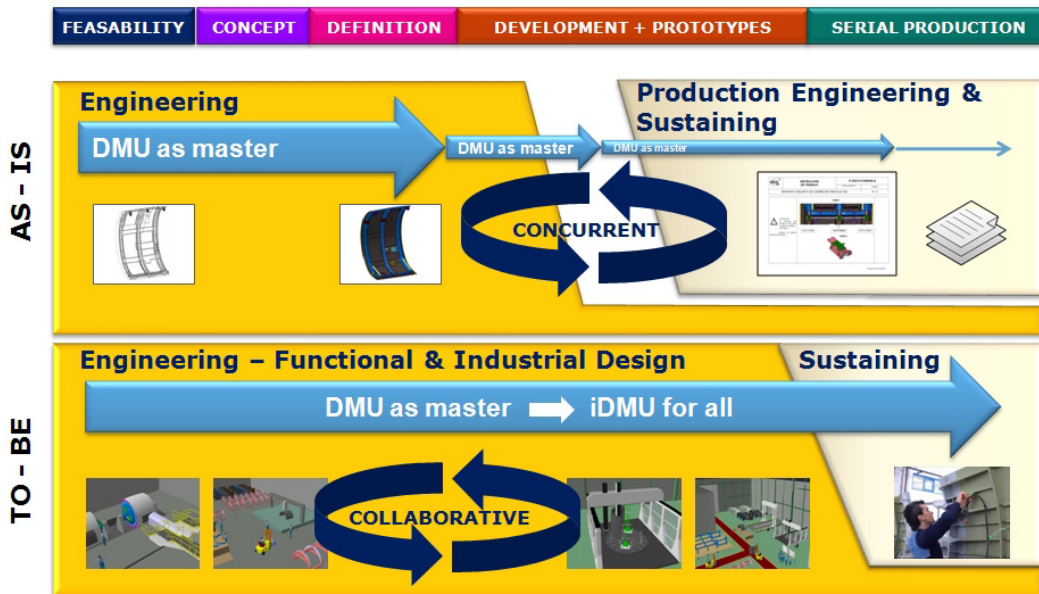 FEASABILITY
CONCEPT
DEFINITION
DEVELOPMENT + PROTOTYPES
SERIAL PRODUCTION
AS - IS
Engineering
Production Engineering &
Sustaining
DMU as master
DMU as master
DMU as master
CONCURRENT
TO - BE
Engineering – Functional & Industrial Design
Sustaining
DMU as master
iDMU for all
COLLABORATIVE